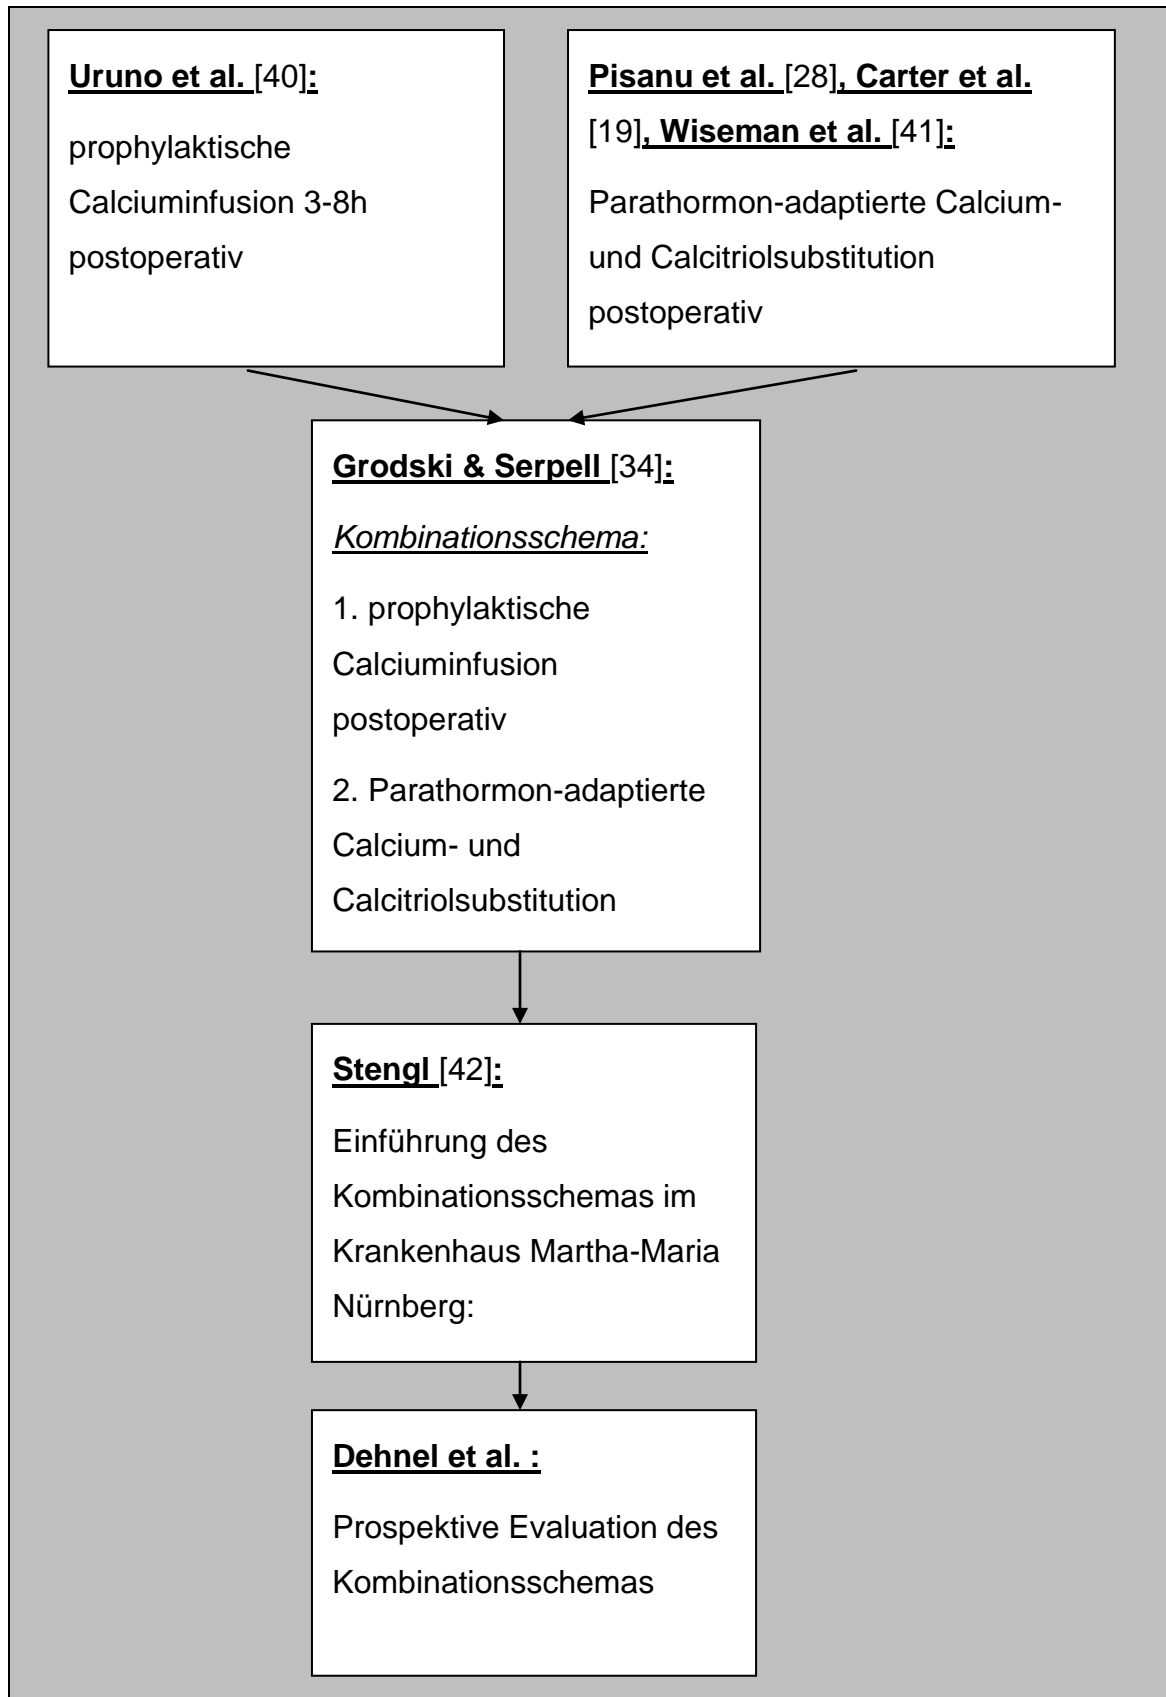 Uruno et al. [40]:
prophylaktische
Calciuminfusion 3-8h
postoperativ
Pisanu et al. [28], Carter et al.
[19], Wiseman et al. [41]:
Parathormon-adaptierte Calcium-
und Calcitriolsubstitution
postoperativ
Grodski & Serpell [34]:
Kombinationsschema:
1. prophylaktische
Calciuminfusion
postoperativ
2. Parathormon-adaptierte
Calcium- und
Calcitriolsubstitution
Stengl [42]:
Einführung des
Kombinationsschemas im
Krankenhaus Martha-Maria
Nürnberg:
Dehnel et al. :
Prospektive Evaluation des
Kombinationsschemas